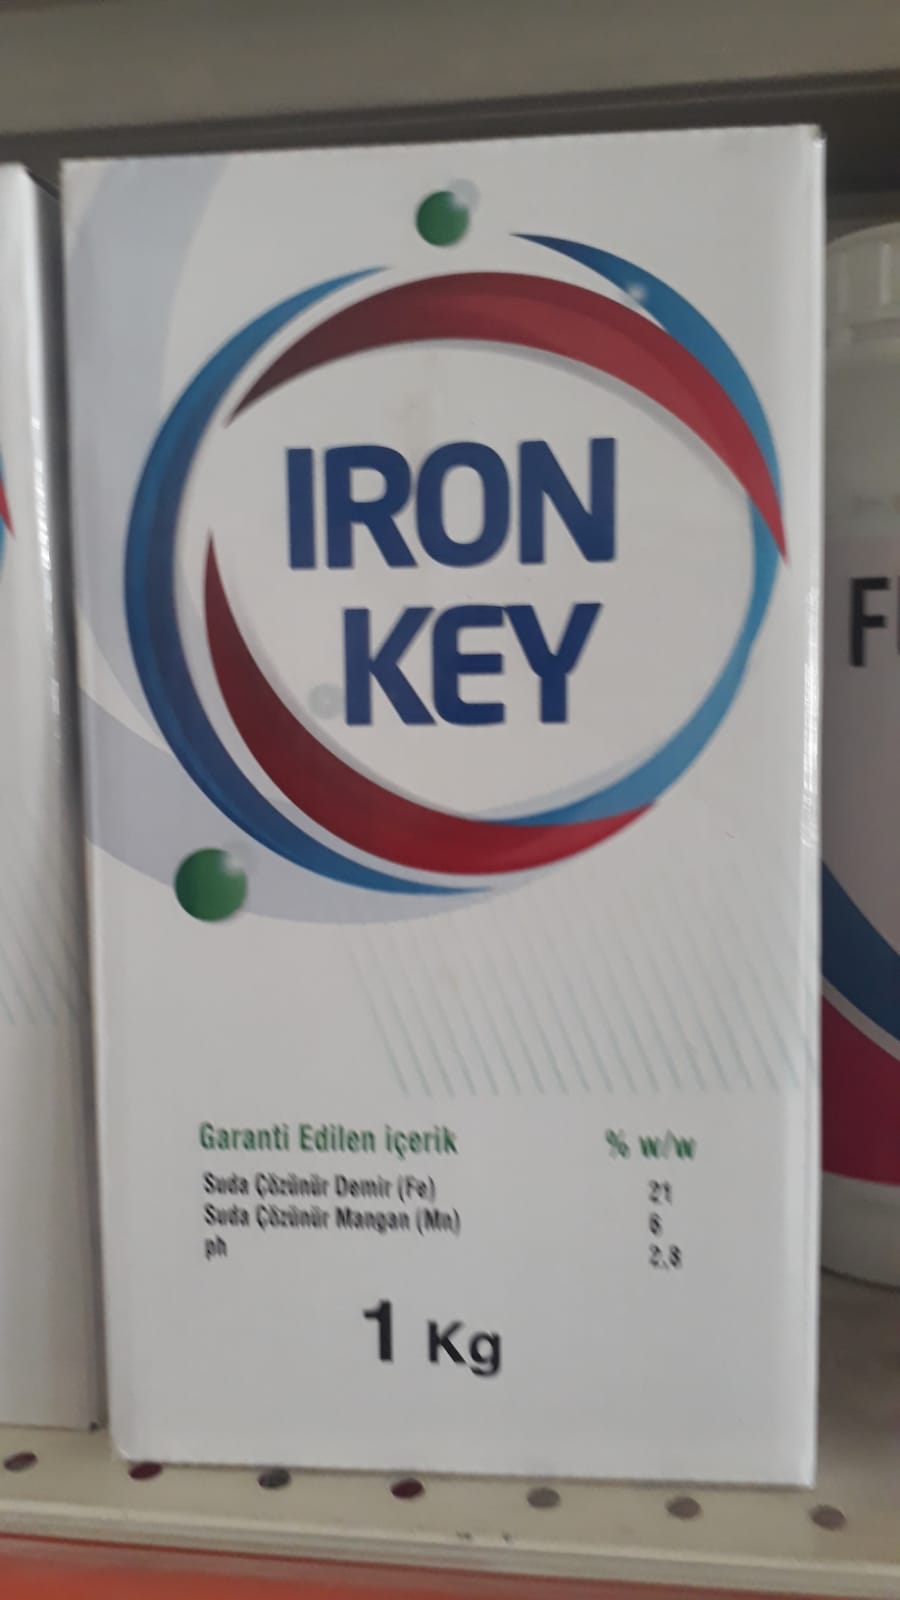 IRON
KEY
Garanti Edilen içerik % w/w
Suda Çözünür Demir (Fe) 21
Suda Çözünür Mangan (Mn) 6
ph 2,8
1 Kg